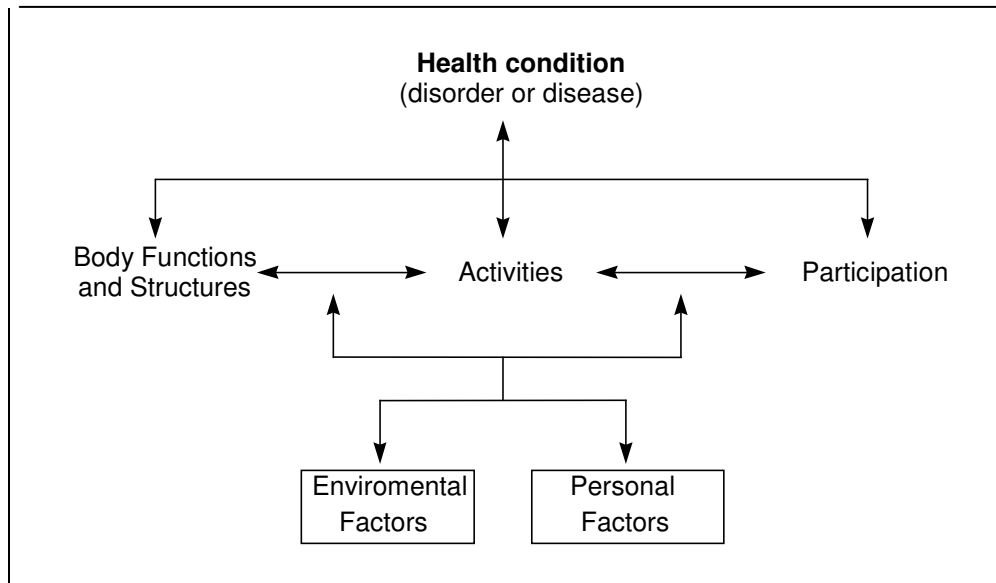 Health condition
(disorder or disease)
Body Functions
and Structures
Activities
Participation
Enviromental
Factors
Personal
Factors